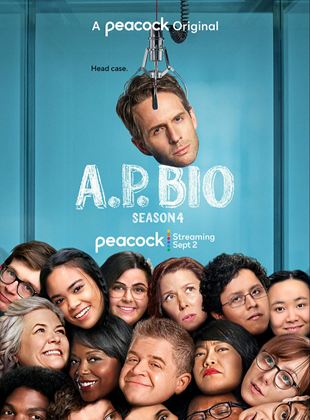 A peacock Original
Head case.
A.P. BIO
SEASON 4
peacock Streaming
Sept 2